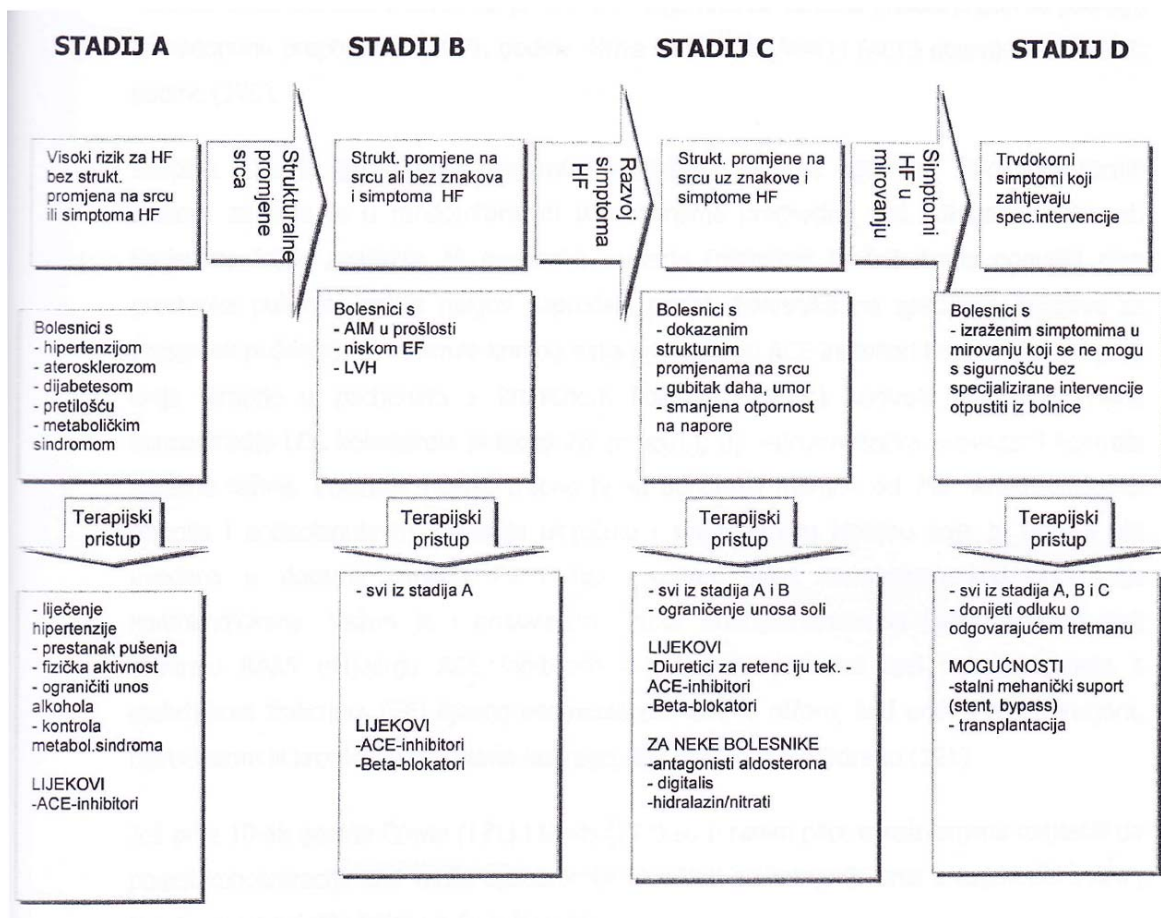 STADIJ A
STADIJ B
STADIJ C
STADIJ D
Visoki rizik za HF
bez strukt.
promjena na srcu
ili simptoma HF
Strukturalne
promjene
srca
Strukt. promjene na
srcu ali bez znakova
i simptoma HF
Razvoj
simptoma
HF
Strukt. promjene na
srcu uz znakove i
simptome HF
Simptomi
HF u
mirovanju
Trvdokorni
simptomi koji
zahtjevaju
spec.intervencije
Bolesnici s
- hipertenzijom
- aterosklerozom
- dijabetesom
- pretilošću
- metaboličkim
sindromom
Bolesnici s
- AIM u prošlosti
- niskom EF
- LVH
Bolesnici s
- dokazanim
strukturnim
promjenama na srcu
- gubitak daha, umor
- smanjena otpornost
na napore
Bolesnici s
- izraženim simptomima u
mirovanju koji se ne mogu
s sigurnošću bez
specijalizirane intervencije
otpustiti iz bolnice
Terapijski
pristup
Terapijski
pristup
Terapijski
pristup
Terapijski
pristup
- liječenje
hipertenzije
- prestanak pušenja
- fizička aktivnost
- ograničiti unos
alkohola
- kontrola
metabol.sindroma
LIJEKOVI
-ACE-inhibitori
- svi iz stadija A
LIJEKOVI
-ACE-inhibitori
-Beta-blokatori
- svi iz stadija A i B
- ograničenje unosa soli
LIJEKOVI
-Diuretici za retenc iju tek. -
ACE-inhibitori
-Beta-blokatori
ZA NEKE BOLESNIKE
-antagonisti aldosterona
- digitalis
-hidralazin/nitrati
- svi iz stadija A, B i C
- donijeti odluku o
odgovarajućem tretmanu
MOGUĆNOSTI
-stalni mehanički suport
(stent, bypass)
- transplantacija